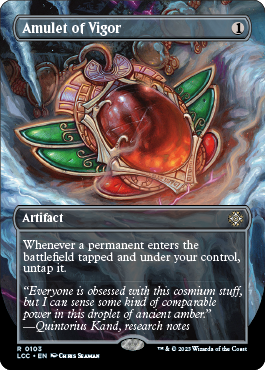 Amulet of Vigor 1
Artifact
Whenever a permanent enters the
battlefield tapped and under your control,
untap it.
“Everyone is obsessed with this cosmium stuff,
but I can sense some kind of comparable
power in this droplet of ancient amber.”
—Quintorius Kand, research notes
R 0103
LCC • EN Chris Seaman
™ & © 2023 Wizards of the Coast